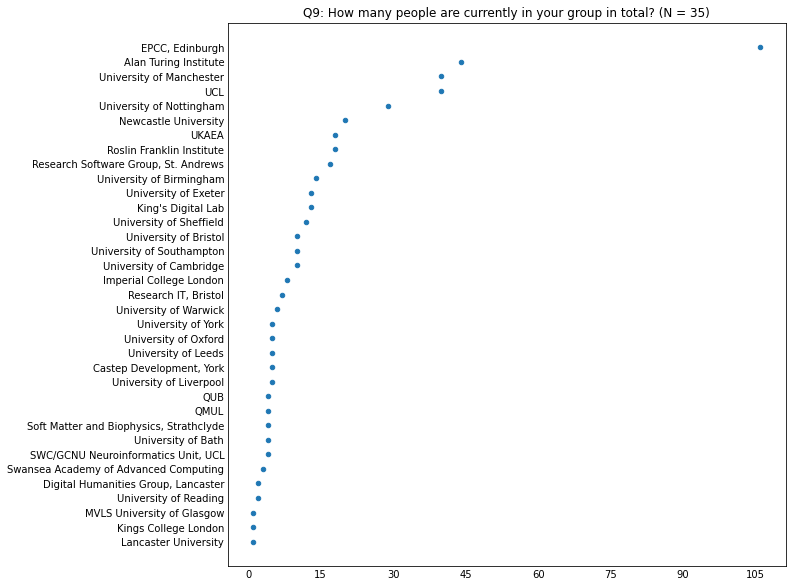 Q9: How many people are currently in your group in total? (N = 35)
EPCC, Edinburgh
Alan Turing Institute
University of Manchester
UCL
University of Nottingham
Newcastle University
UKAEA
Roslin Franklin Institute
Research Software Group, St. Andrews
University of Birmingham
University of Exeter
King's Digital Lab
University of Sheffield
University of Bristol
University of Southampton
University of Cambridge
Imperial College London
Research IT, Bristol
University of Warwick
University of York
University of Oxford
University of Leeds
Castep Development, York
University of Liverpool
QUB
QMUL
Soft Matter and Biophysics, Strathclyde
University of Bath
SWC/GCNU Neuroinformatics Unit, UCL
Swansea Academy of Advanced Computing
Digital Humanities Group, Lancaster
University of Reading
MVLS University of Glasgow
Kings College London
Lancaster University
0 15 30 45 60 75 90 105